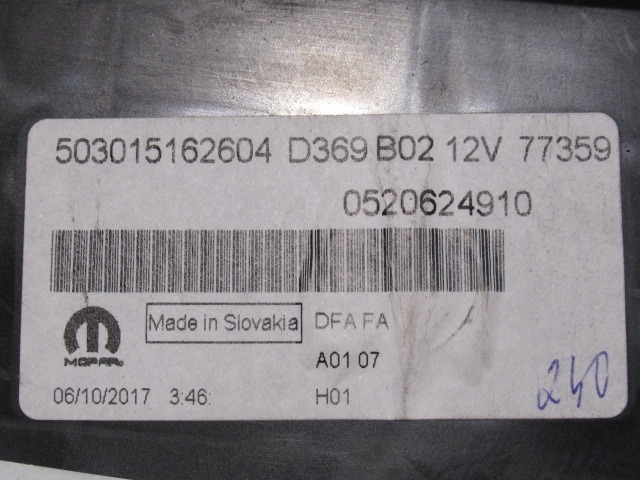 503015162604 D369 B02 12V 77359
0520624910
Made in Slovakia DFA FA
MOPAR
A01 07
06/10/2017 3:46 H01
240